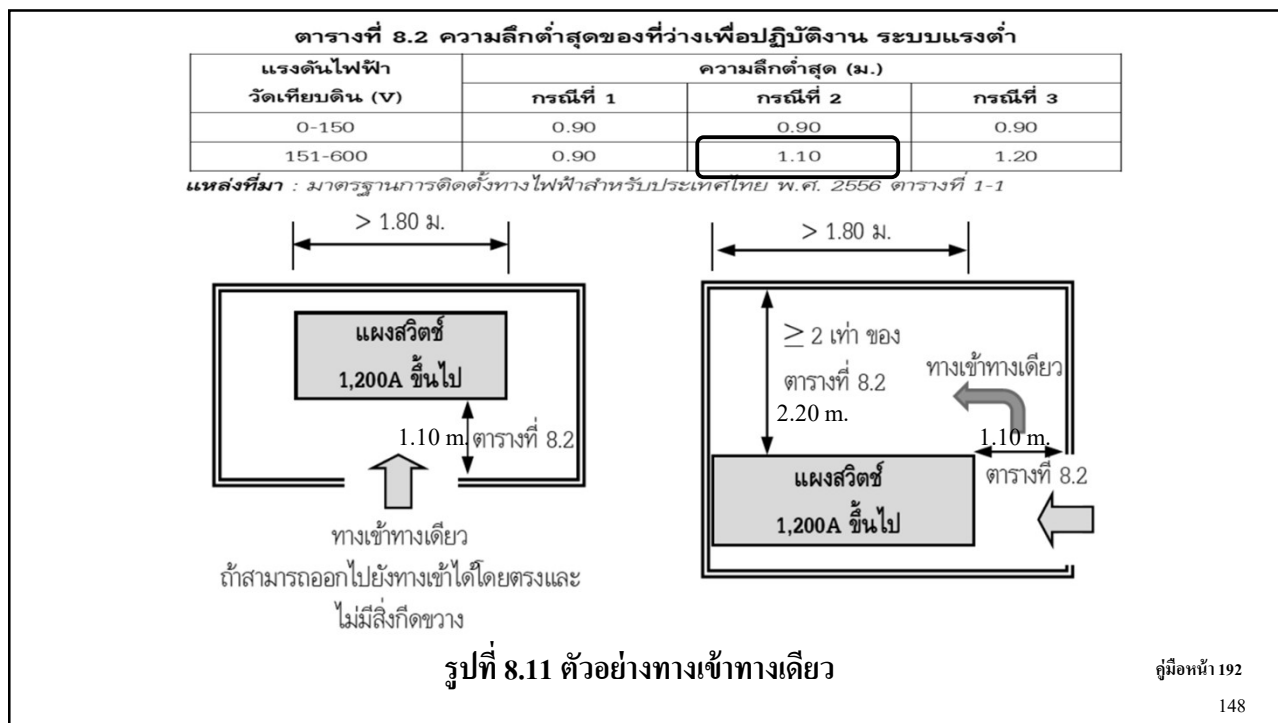 ตารางที่ 8.2 ความลึกต่ำสุดของที่ว่างเพื่อปฏิบัติงาน ระบบแรงต่ำ
แรงดันไฟฟ้า ความลึกต่ำสุด (ม.)
วัดเทียบดิน (V) กรณีที่ 1 กรณีที่ 2 กรณีที่ 3
0-150 0.90 0.90 0.90
151-600 0.90 1.10 1.20
แหล่งที่มา : มาตรฐานการติดตั้งทางไฟฟ้าสำหรับประเทศไทย พ.ศ. 2556 ตารางที่ 1-1
> 1.80 ม.
แผงสวิตช์
1,200A ขึ้นไป
1.10 m. ตารางที่ 8.2
ทางเข้าทางเดียว
ถ้าสามารถออกไปยังทางเข้าได้โดยตรงและ
ไม่มีสิ่งกีดขวาง
> 1.80 ม.
≥ 2 เท่า ของ
ตารางที่ 8.2
2.20 m.
ทางเข้าทางเดียว
1.10 m.
ตารางที่ 8.2
แผงสวิตช์
1,200A ขึ้นไป
รูปที่ 8.11 ตัวอย่างทางเข้าทางเดียว
คู่มือหน้า 192
148